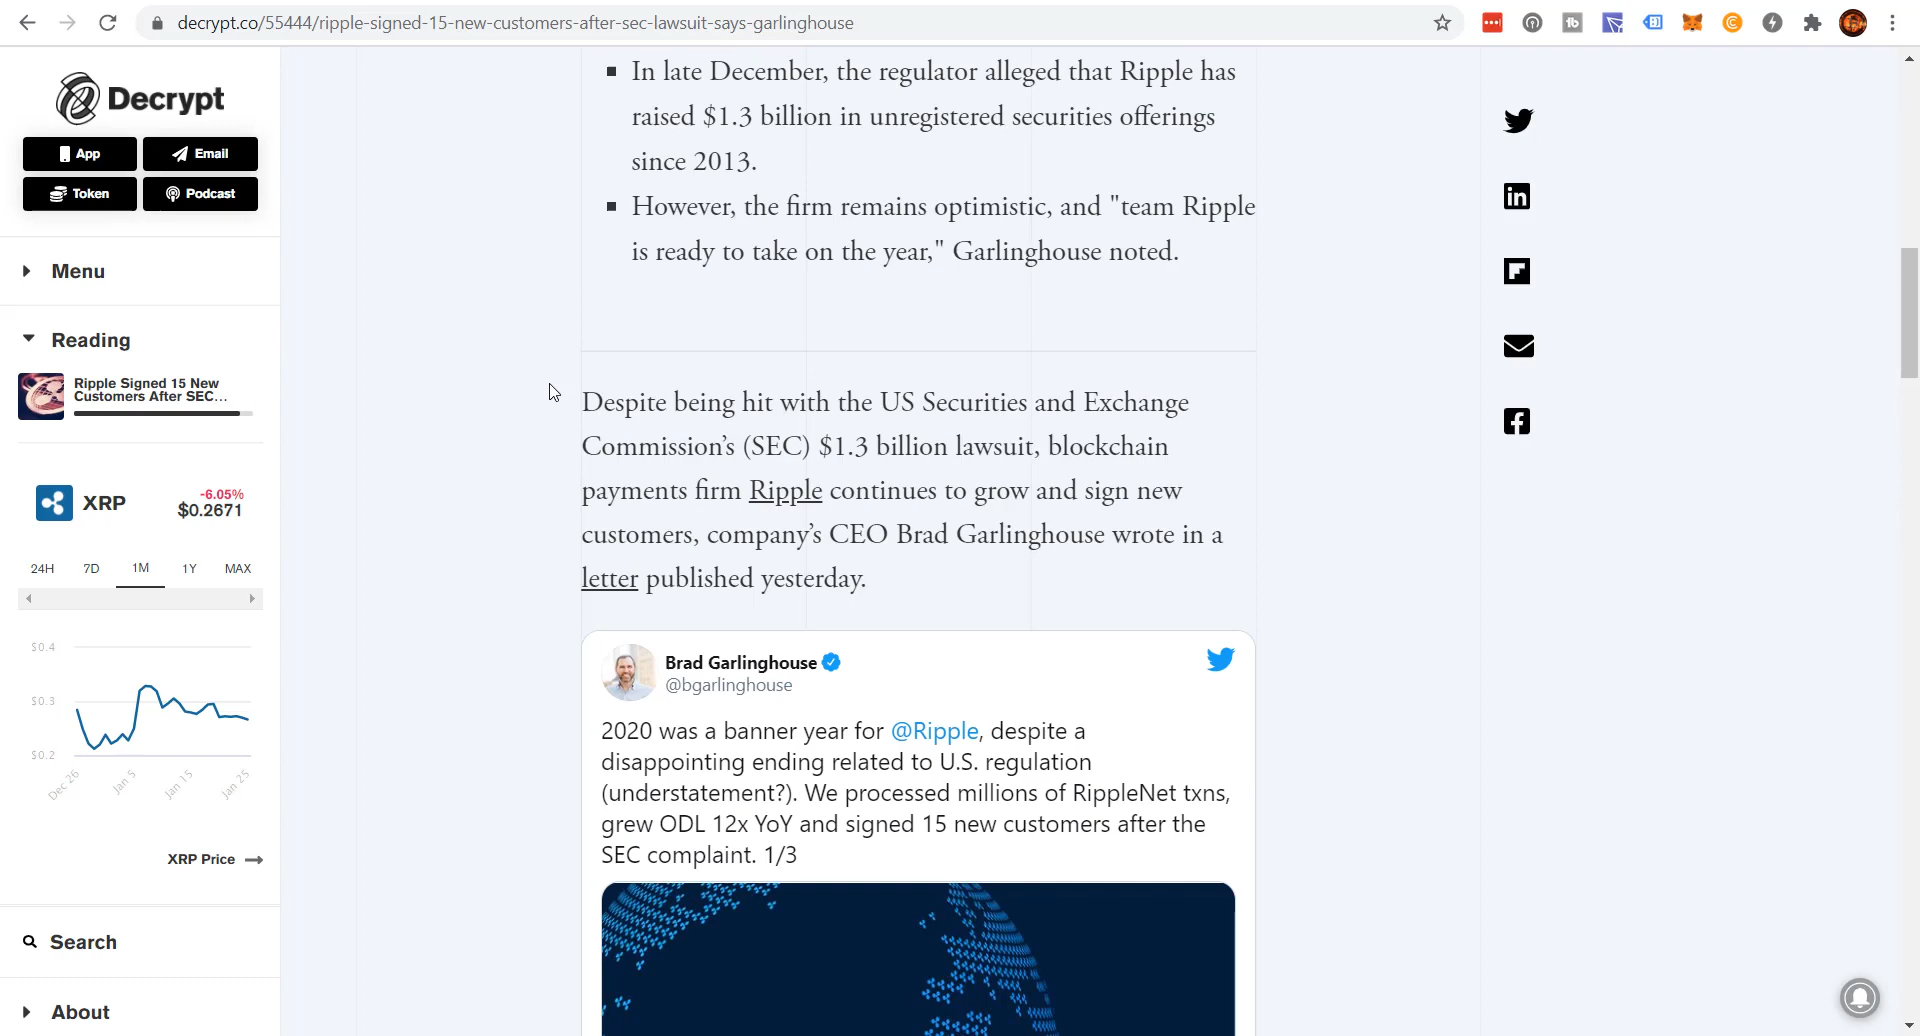 decrypt.co/55444/ripple-signed-15-new-customers-after-sec-lawsuit-says-garlinghouse
Decrypt
App
Email
Token
Podcast
Menu
Reading
Ripple Signed 15 New
Customers After SEC...
XRP
-6.05%
$0.2671
24H 7D 1M 1Y MAX
$0.4
$0.3
$0.2
Dec 26 Jan 5 Jan 15 Jan 25
XRP Price
Search
About
In late December, the regulator alleged that Ripple has
raised $1.3 billion in unregistered securities offerings
since 2013.
However, the firm remains optimistic, and "team Ripple
is ready to take on the year," Garlinghouse noted.
Despite being hit with the US Securities and Exchange
Commission’s (SEC) $1.3 billion lawsuit, blockchain
payments firm Ripple continues to grow and sign new
customers, company’s CEO Brad Garlinghouse wrote in a
letter published yesterday.
Brad Garlinghouse
@bgarlinghouse
2020 was a banner year for @Ripple, despite a
disappointing ending related to U.S. regulation
(understatement?). We processed millions of RippleNet txns,
grew ODL 12x YoY and signed 15 new customers after the
SEC complaint. 1/3